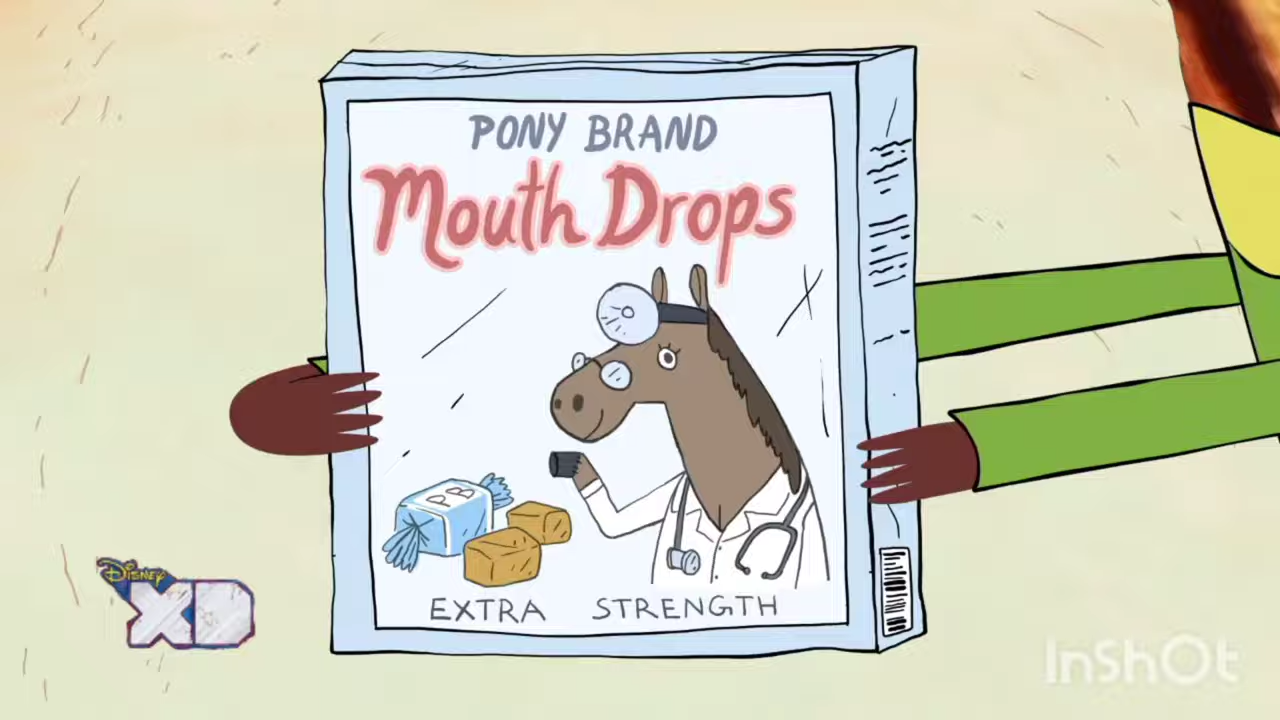 PONY BRAND
Mouth Drops
PB
EXTRA STRENGTH
DISNEY
XD
InShOt